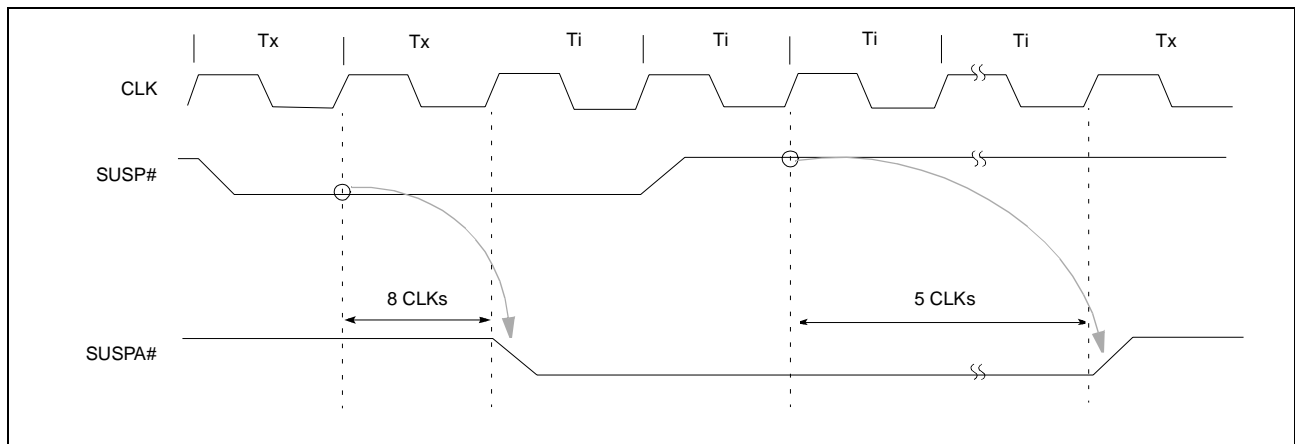 Tx Tx Ti Ti Ti Ti Tx
CLK
SUSP#
8 CLKs 5 CLKs
SUSPA#